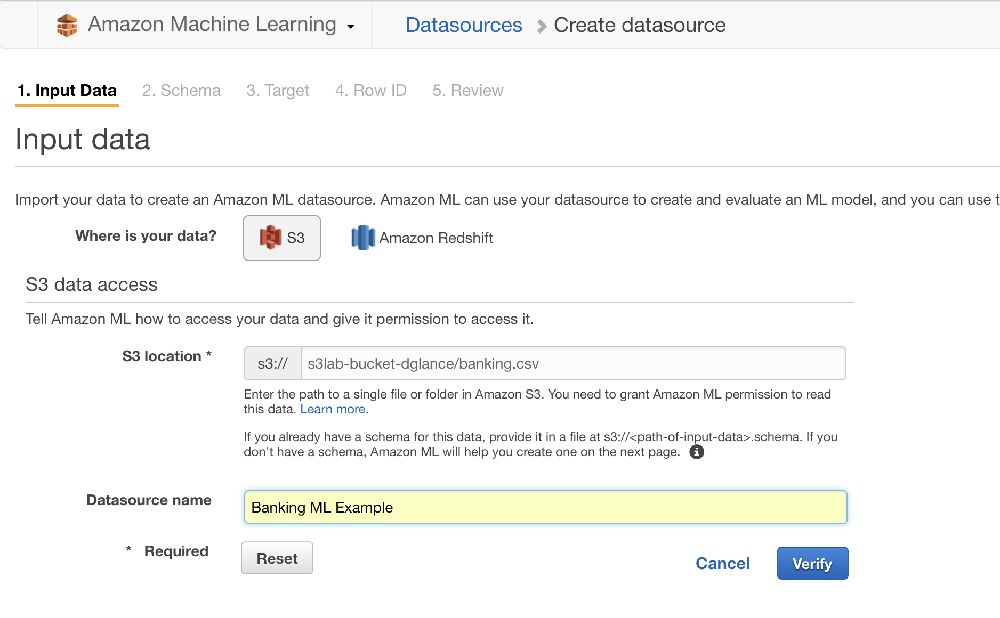 Amazon Machine Learning
Datasources Create datasource
1. Input Data 2. Schema 3. Target 4. Row ID 5. Review
Input data
Import your data to create an Amazon ML datasource. Amazon ML can use your datasource to create and evaluate an ML model, and you can use t
Where is your data? S3 Amazon Redshift
S3 data access
Tell Amazon ML how to access your data and give it permission to access it.
S3 location * s3:// s3lab-bucket-dglance/banking.csv
Enter the path to a single file or folder in Amazon S3. You need to grant Amazon ML permission to read
this data. Learn more.
If you already have a schema for this data, provide it in a file at s3://<path-of-input-data>.schema. If you
don't have a schema, Amazon ML will help you create one on the next page.
Datasource name Banking ML Example
* Required Reset Cancel Verify